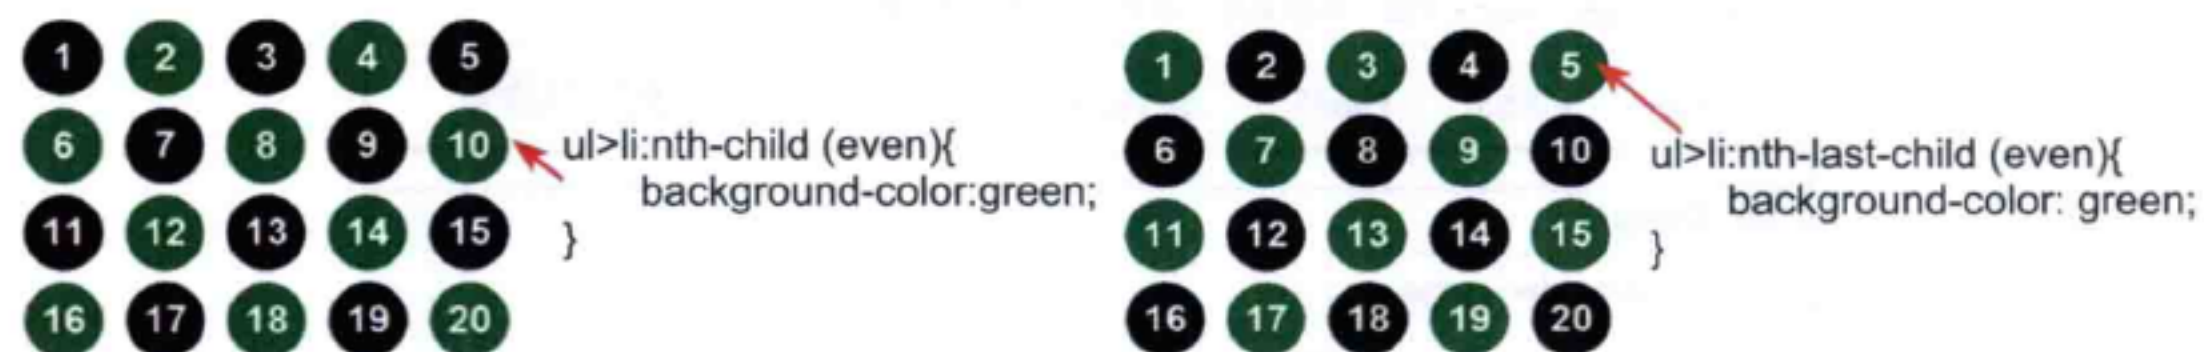 1 2 3 4 5
6 7 8 9 10
11 12 13 14 15
16 17 18 19 20
ul>li:nth-child (even){
background-color:green;
}
1 2 3 4 5
6 7 8 9 10
11 12 13 14 15
16 17 18 19 20
ul>li:nth-last-child (even){
background-color: green;
}